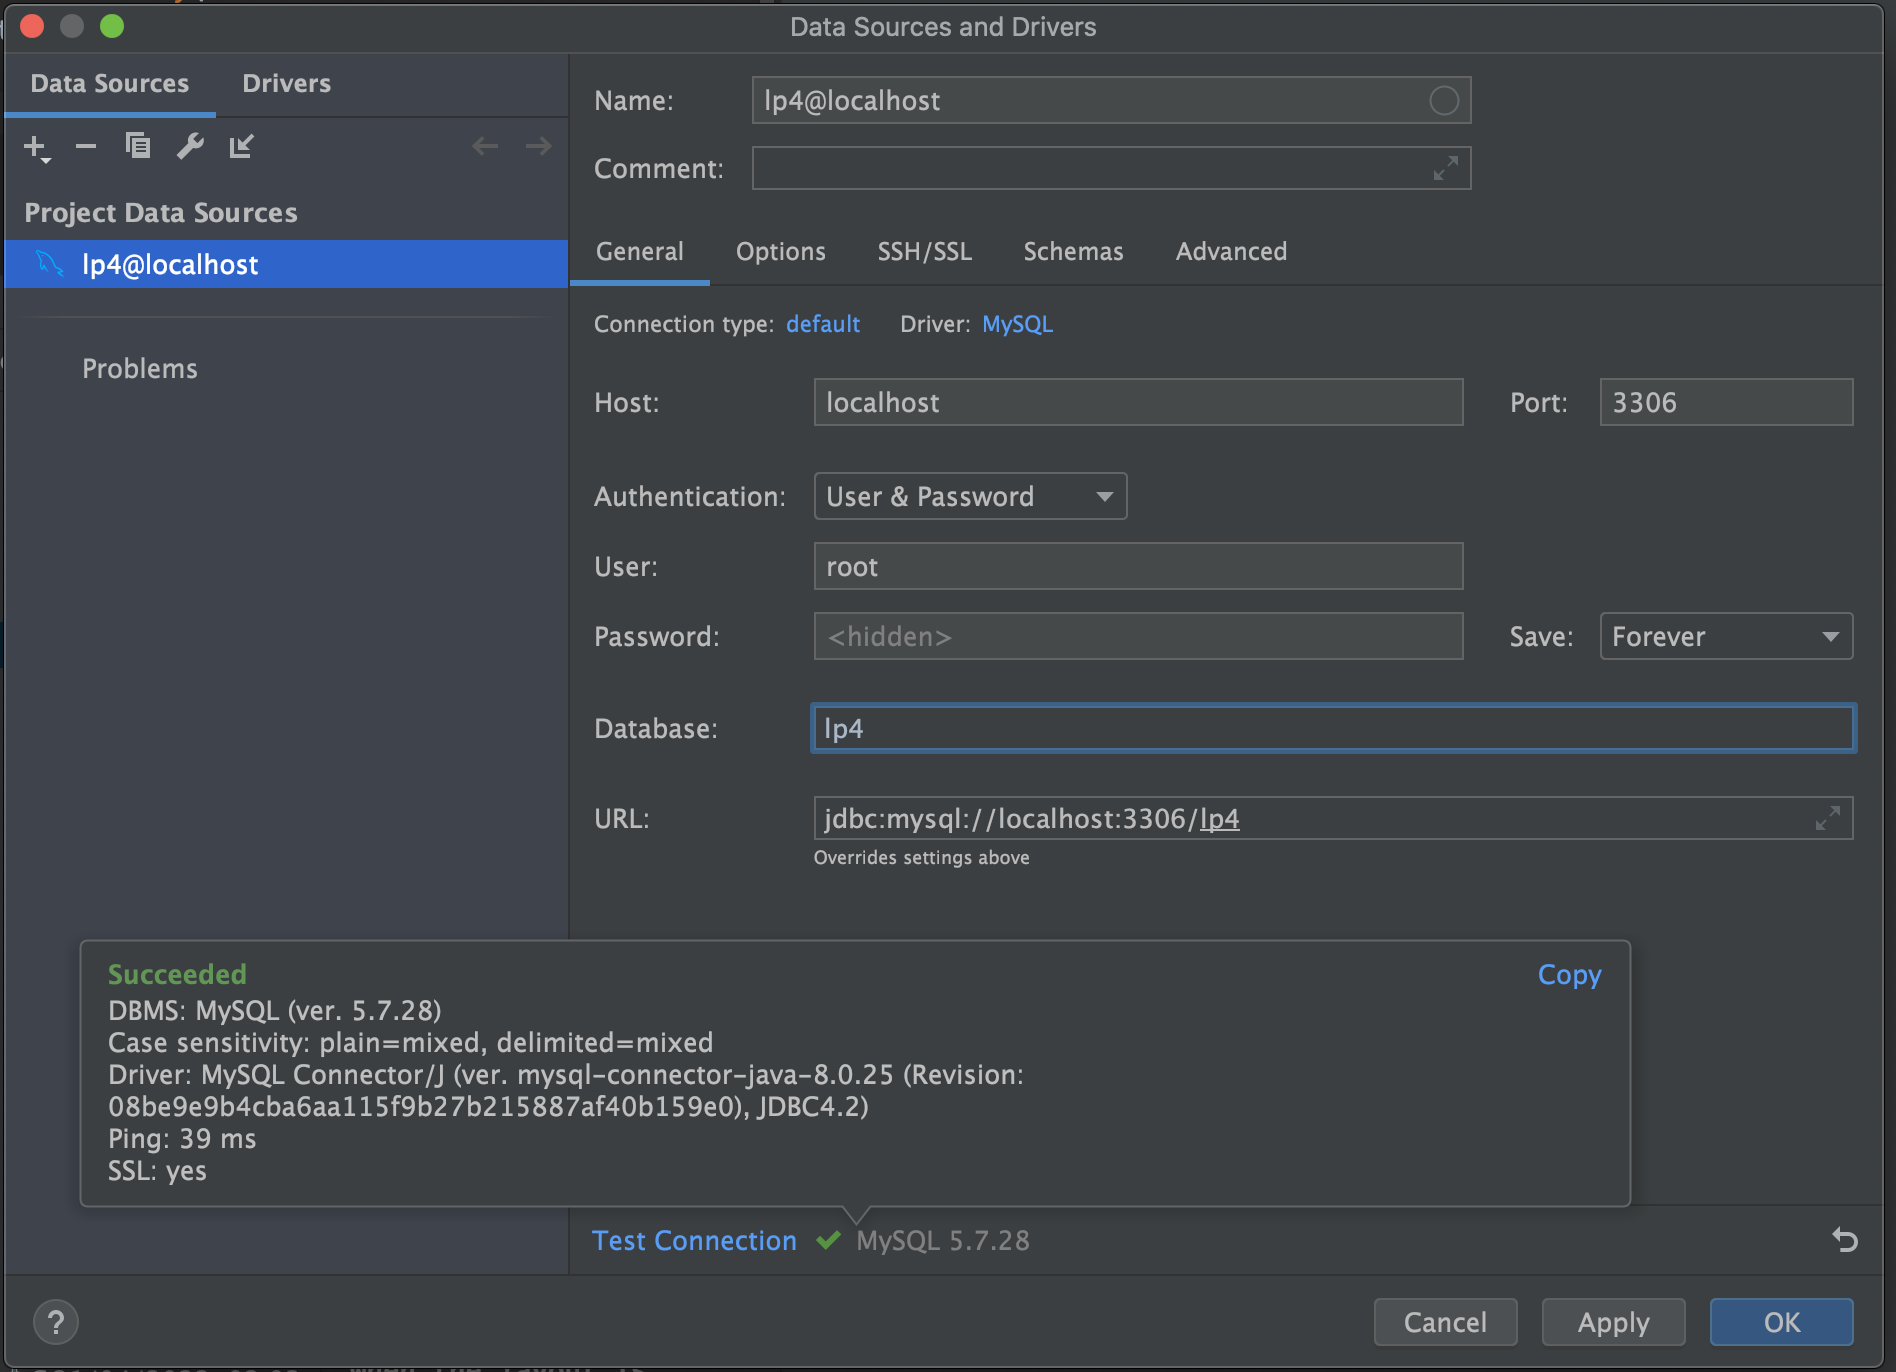 Data Sources and Drivers
Data Sources Drivers
Project Data Sources
lp4@localhost
Problems
Name: lp4@localhost
Comment:
General Options SSH/SSL Schemas Advanced
Connection type: default Driver: MySQL
Host: localhost Port: 3306
Authentication: User & Password
User: root
Password: <hidden> Save: Forever
Database: lp4
URL: jdbc:mysql://localhost:3306/lp4
Overrides settings above
Succeeded Copy
DBMS: MySQL (ver. 5.7.28)
Case sensitivity: plain=mixed, delimited=mixed
Driver: MySQL Connector/J (ver. mysql-connector-java-8.0.25 (Revision:
08be9e9b4cba6aa115f9b27b215887af40b159e0), JDBC4.2)
Ping: 39 ms
SSL: yes
Test Connection MySQL 5.7.28
? Cancel Apply OK